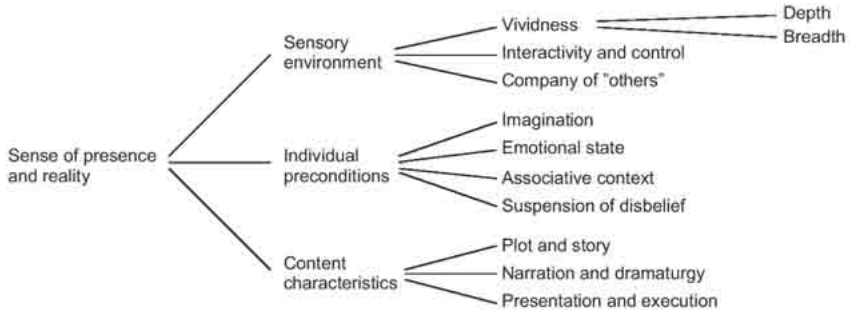 Sense of presence
and reality
Sensory
environment
Vividness
Depth
Breadth
Interactivity and control
Company of "others"
Individual
preconditions
Imagination
Emotional state
Associative context
Suspension of disbelief
Content
characteristics
Plot and story
Narration and dramaturgy
Presentation and execution